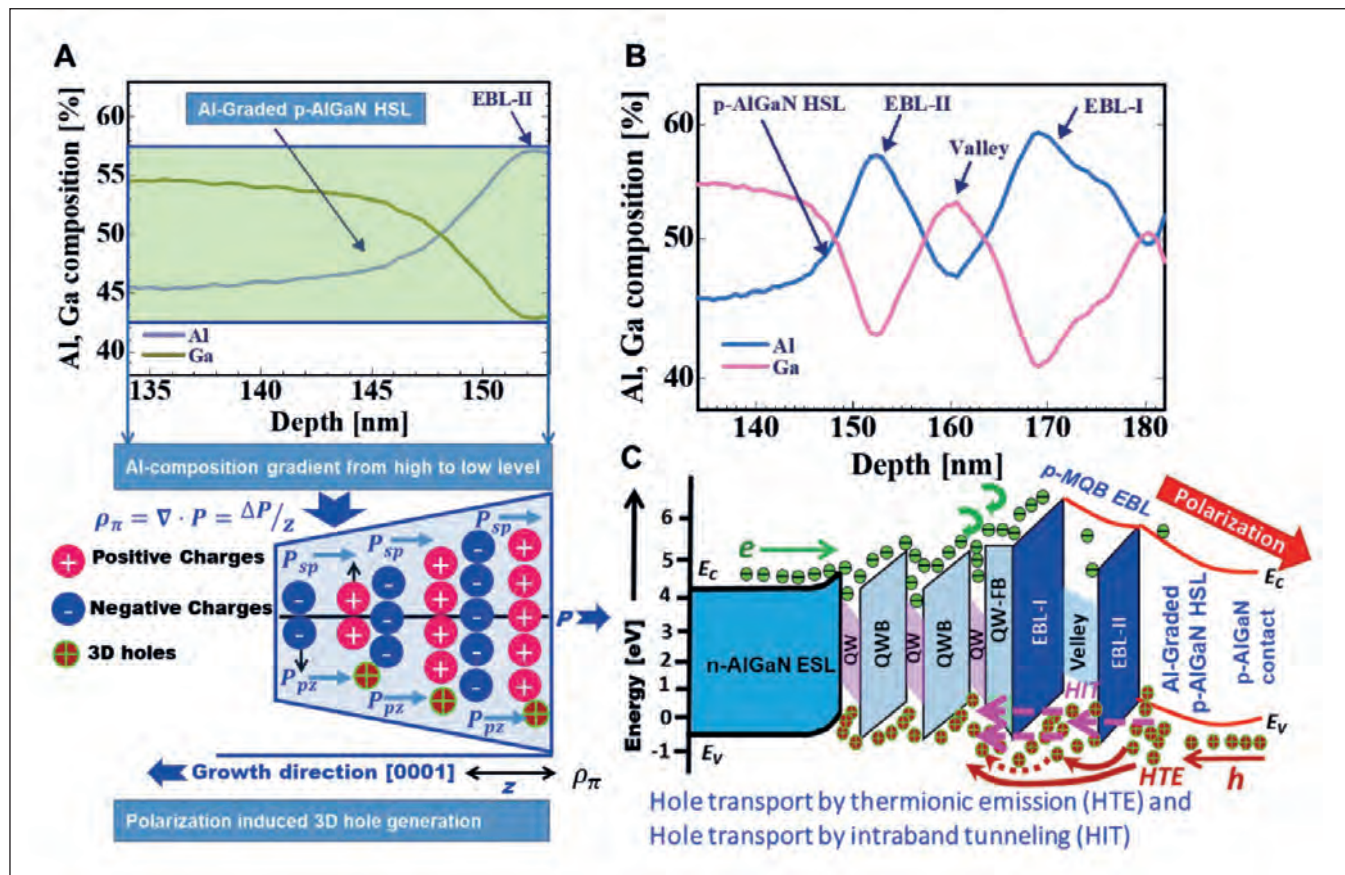 A
Al, Ga composition [%]
60
55
50
45
40
Al-Graded p-AlGaN HSL
EBL-II
Al
Ga
135
140
145
150
Depth [nm]
Al-composition gradient from high to low level
ρπ = ∇ · P = ΔP/z
Positive Charges
Negative Charges
3D holes
Psp
Psp
Psp
Ppz
Ppz
Ppz
P
Growth direction [0001]
z
ρπ
Polarization induced 3D hole generation
B
Al, Ga composition [%]
60
50
40
p-AlGaN HSL
EBL-II
Valley
EBL-I
Al
Ga
140
150
160
170
180
Depth [nm]
C
Energy [eV]
6
5
4
3
2
1
0
-1
e
EC
EV
n-AlGaN ESL
QW
QWB
QW
QWB
QW
QW-FB
EBL-I
Velley
EBL-II
p-MQB EBL
Polarization
Al-Graded
p-AlGaN HSL
p-AlGaN
contact
EC
EV
HIT
HTE
h
Hole transport by thermionic emission (HTE) and
Hole transport by intraband tunneling (HIT)